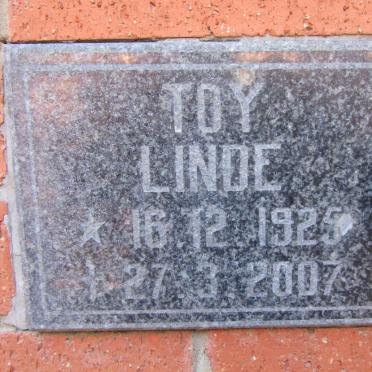 TOY
LINDE
* 16.12.1925
† 27.3.2007